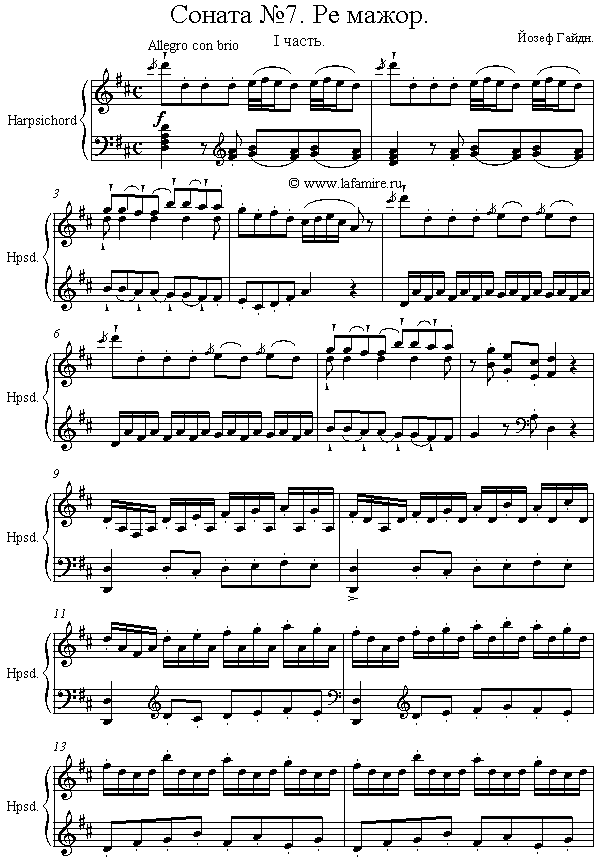 Соната №7. Ре мажор.
I часть.
Йозеф Гайдн.
Allegro con brio
Harpsichord
f
© www.lafamire.ru
3
Hpsd.
6
Hpsd.
9
Hpsd.
11
Hpsd.
13
Hpsd.